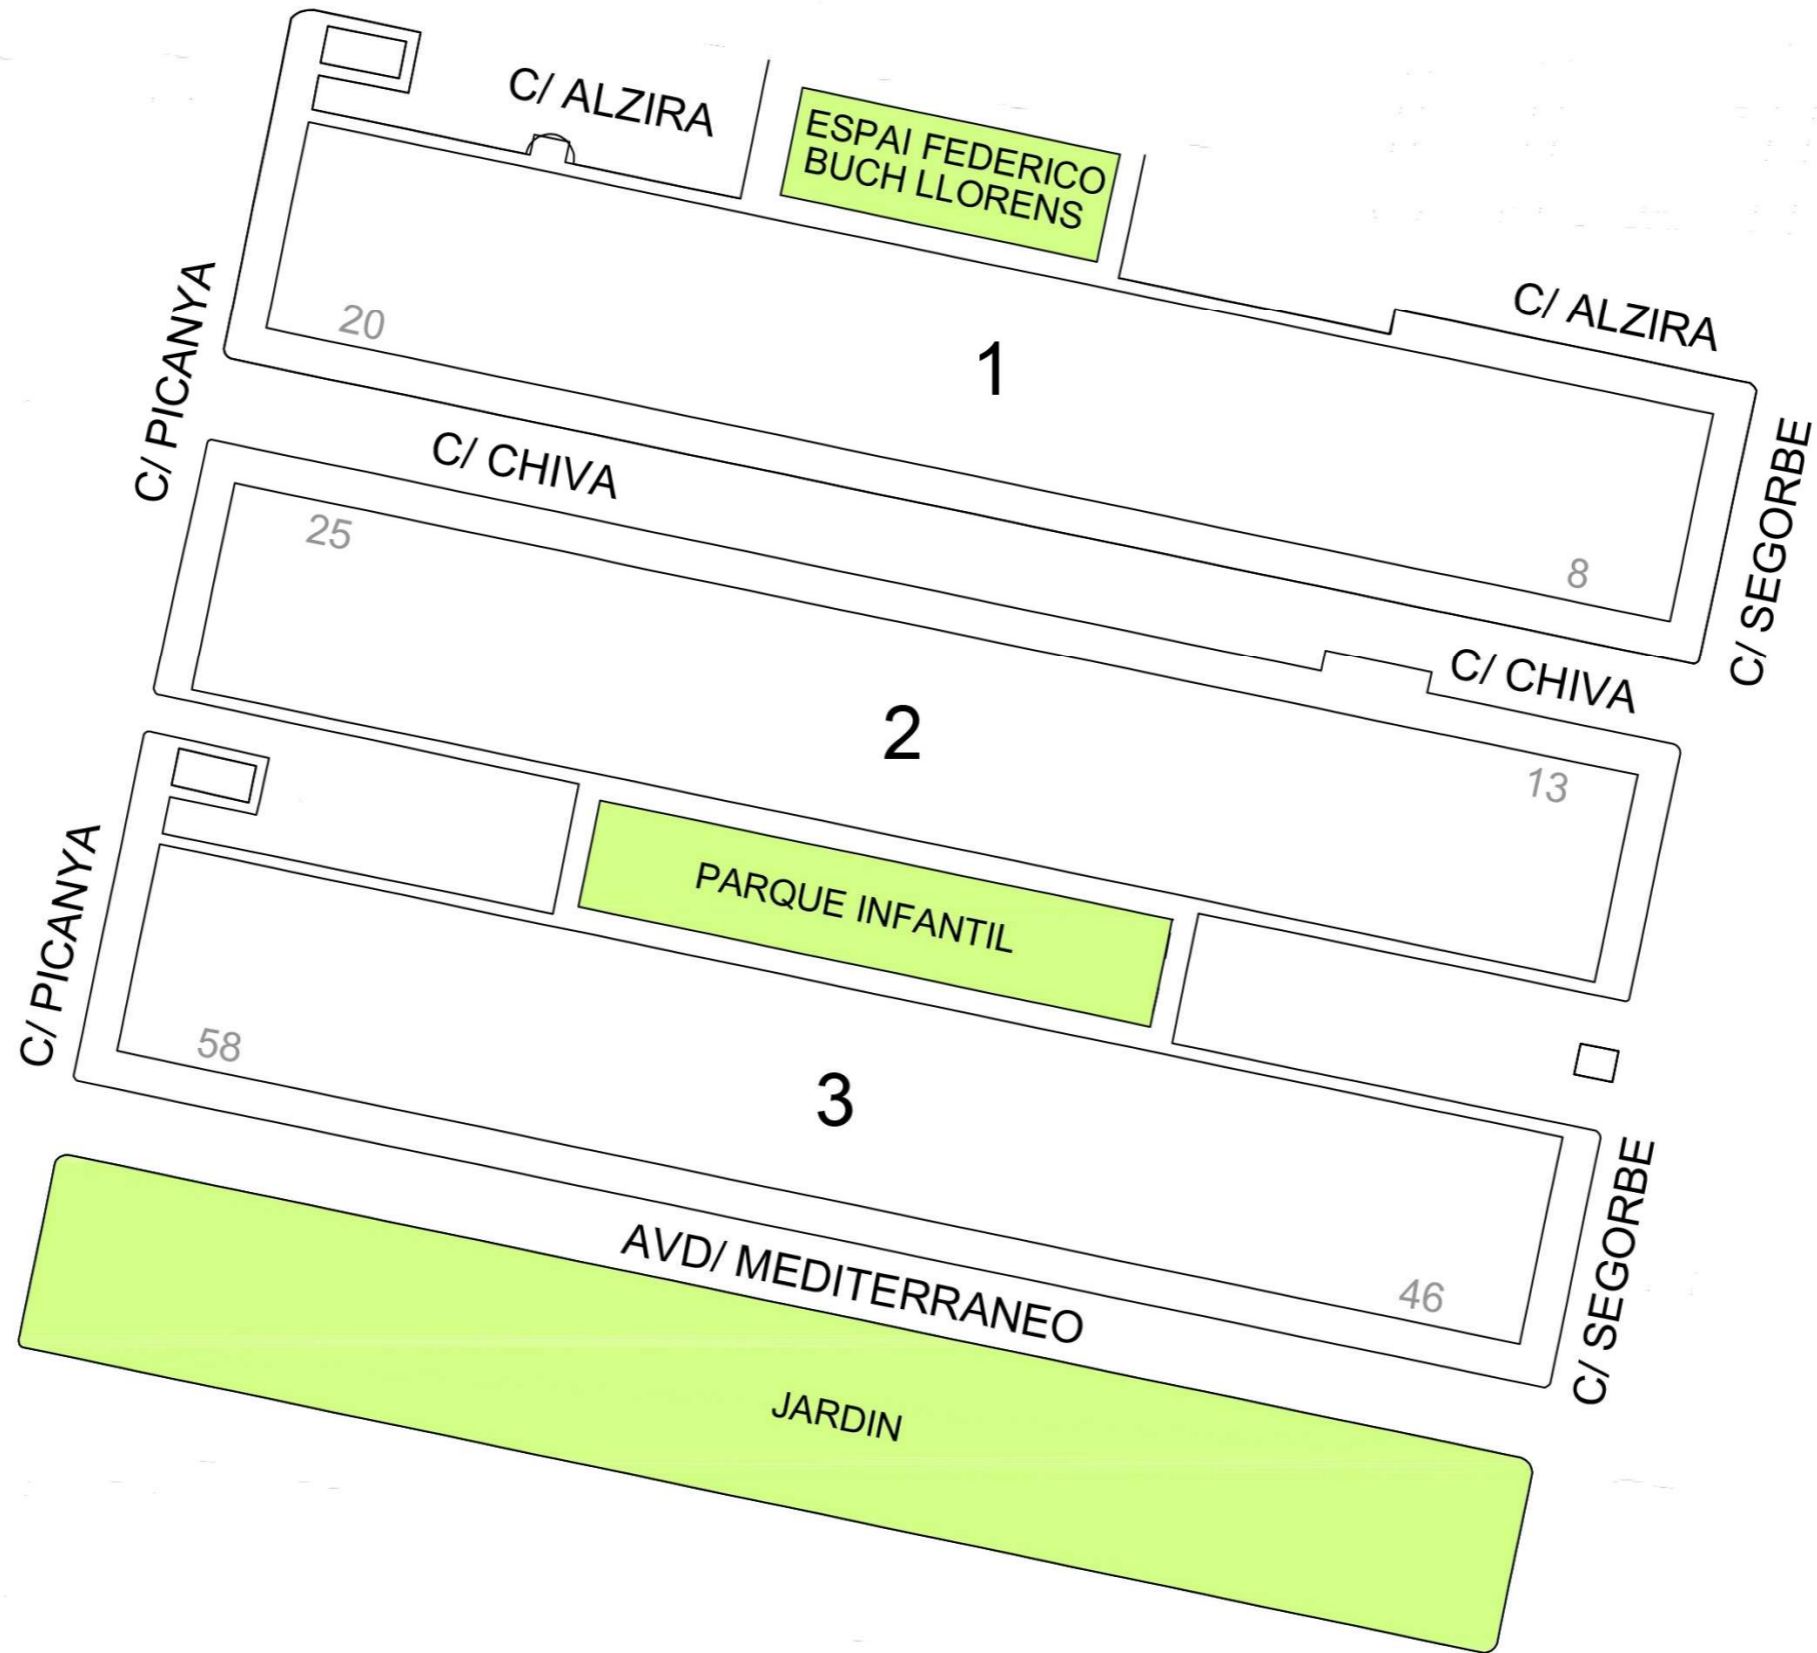 C/ ALZIRA
ESPAI FEDERICO
BUCH LLORENS
C/ ALZIRA
C/ PICANYA
20
1
8
C/ SEGORBE
C/ CHIVA
25
2
C/ CHIVA
13
PARQUE INFANTIL
C/ PICANYA
58
3
46
C/ SEGORBE
AVD/ MEDITERRANEO
JARDIN